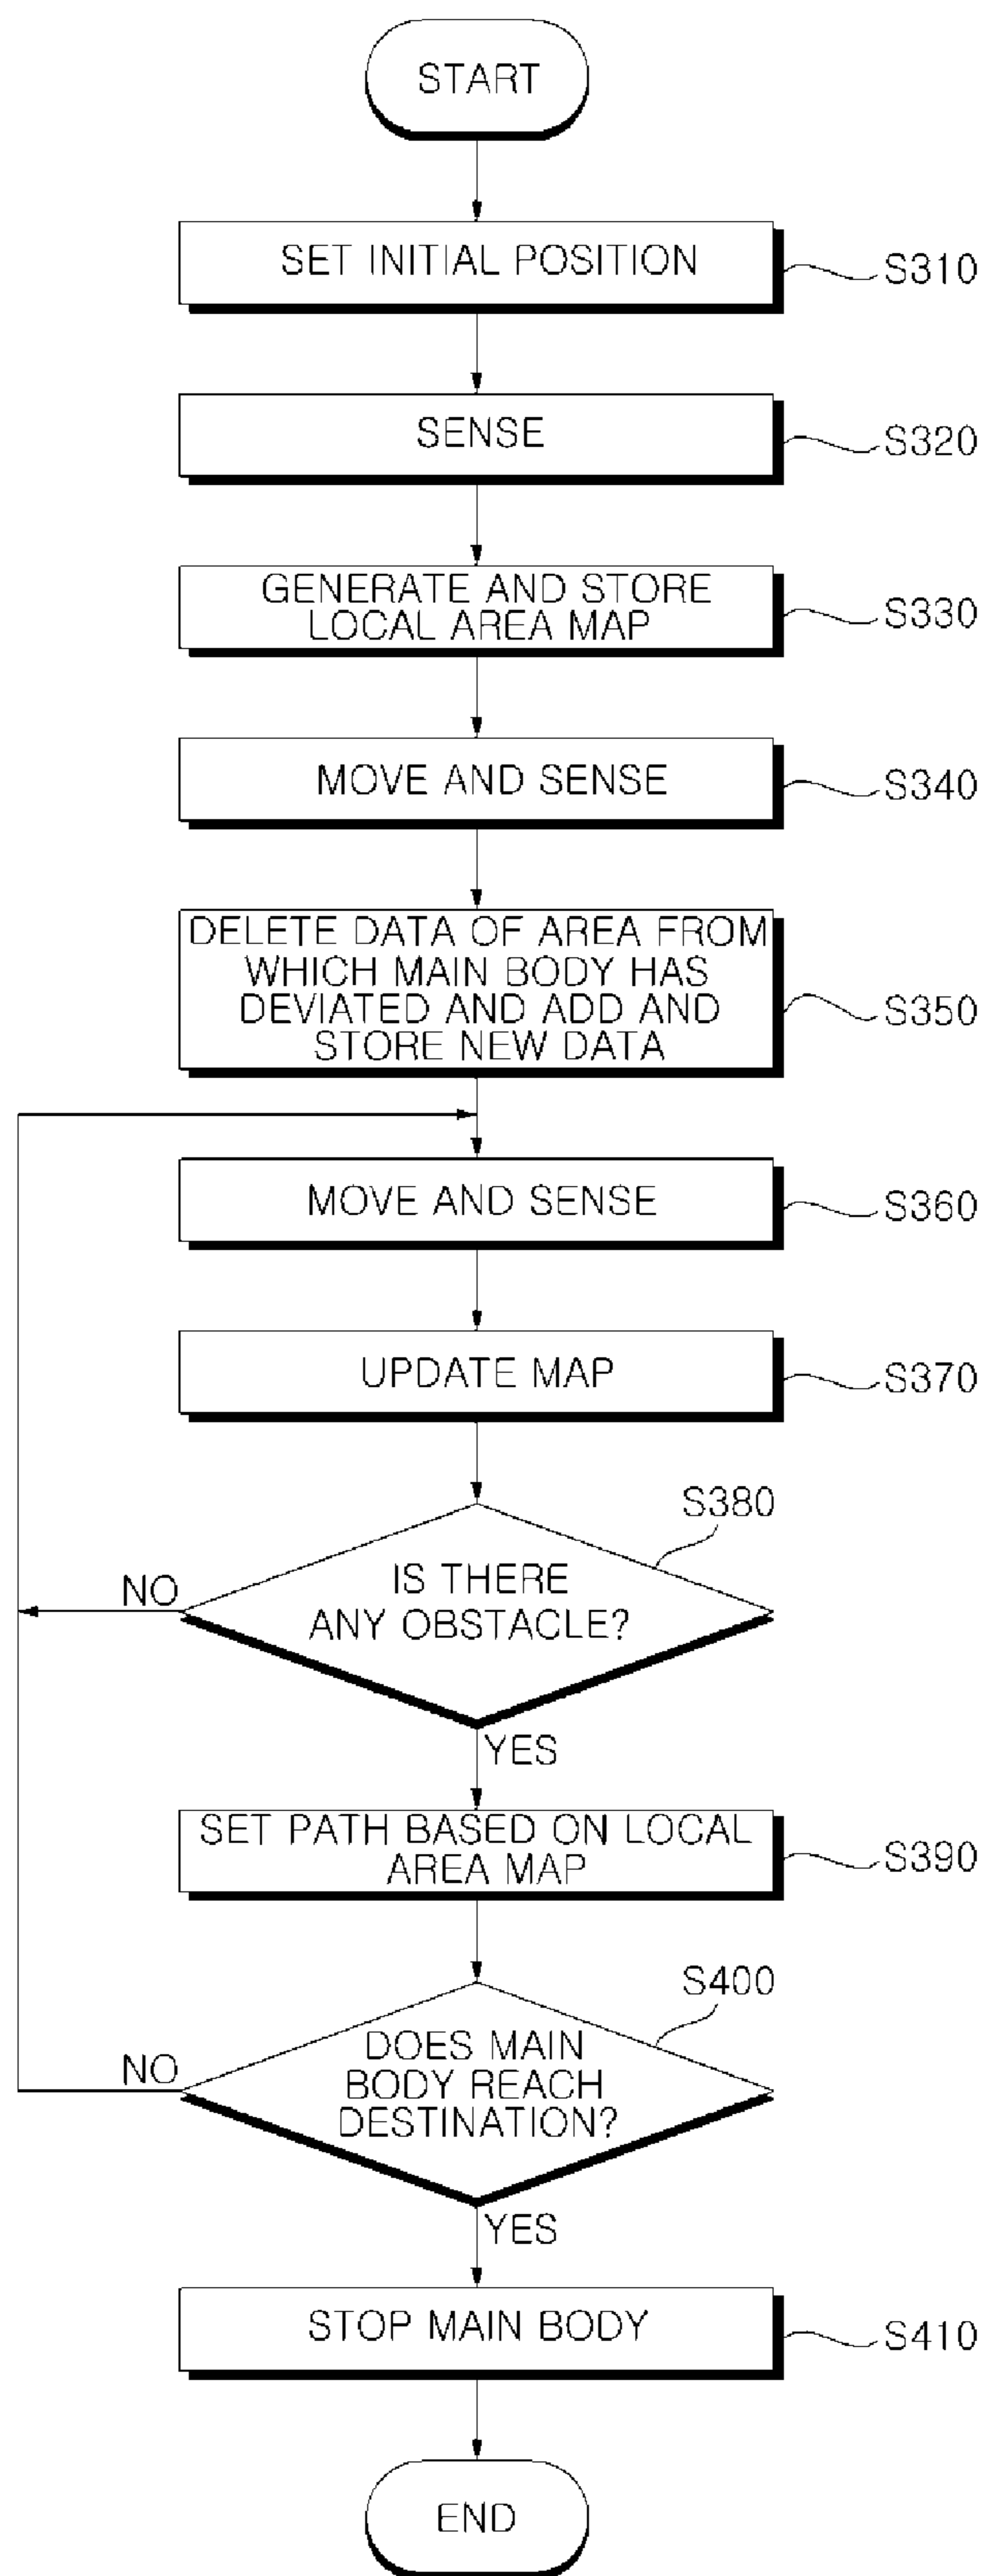 START
SET INITIAL POSITION
S310
SENSE
S320
GENERATE AND STORE
LOCAL AREA MAP
S330
MOVE AND SENSE
S340
DELETE DATA OF AREA FROM
WHICH MAIN BODY HAS
DEVIATED AND ADD AND
STORE NEW DATA
S350
MOVE AND SENSE
S360
UPDATE MAP
S370
S380
IS THERE
ANY OBSTACLE?
NO
YES
SET PATH BASED ON LOCAL
AREA MAP
S390
S400
DOES MAIN
BODY REACH
DESTINATION?
NO
YES
STOP MAIN BODY
S410
END